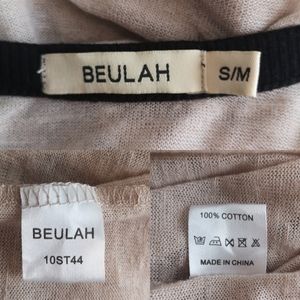 BEULAH
S/M
BEULAH
10ST44
100% COTTON
MADE IN CHINA